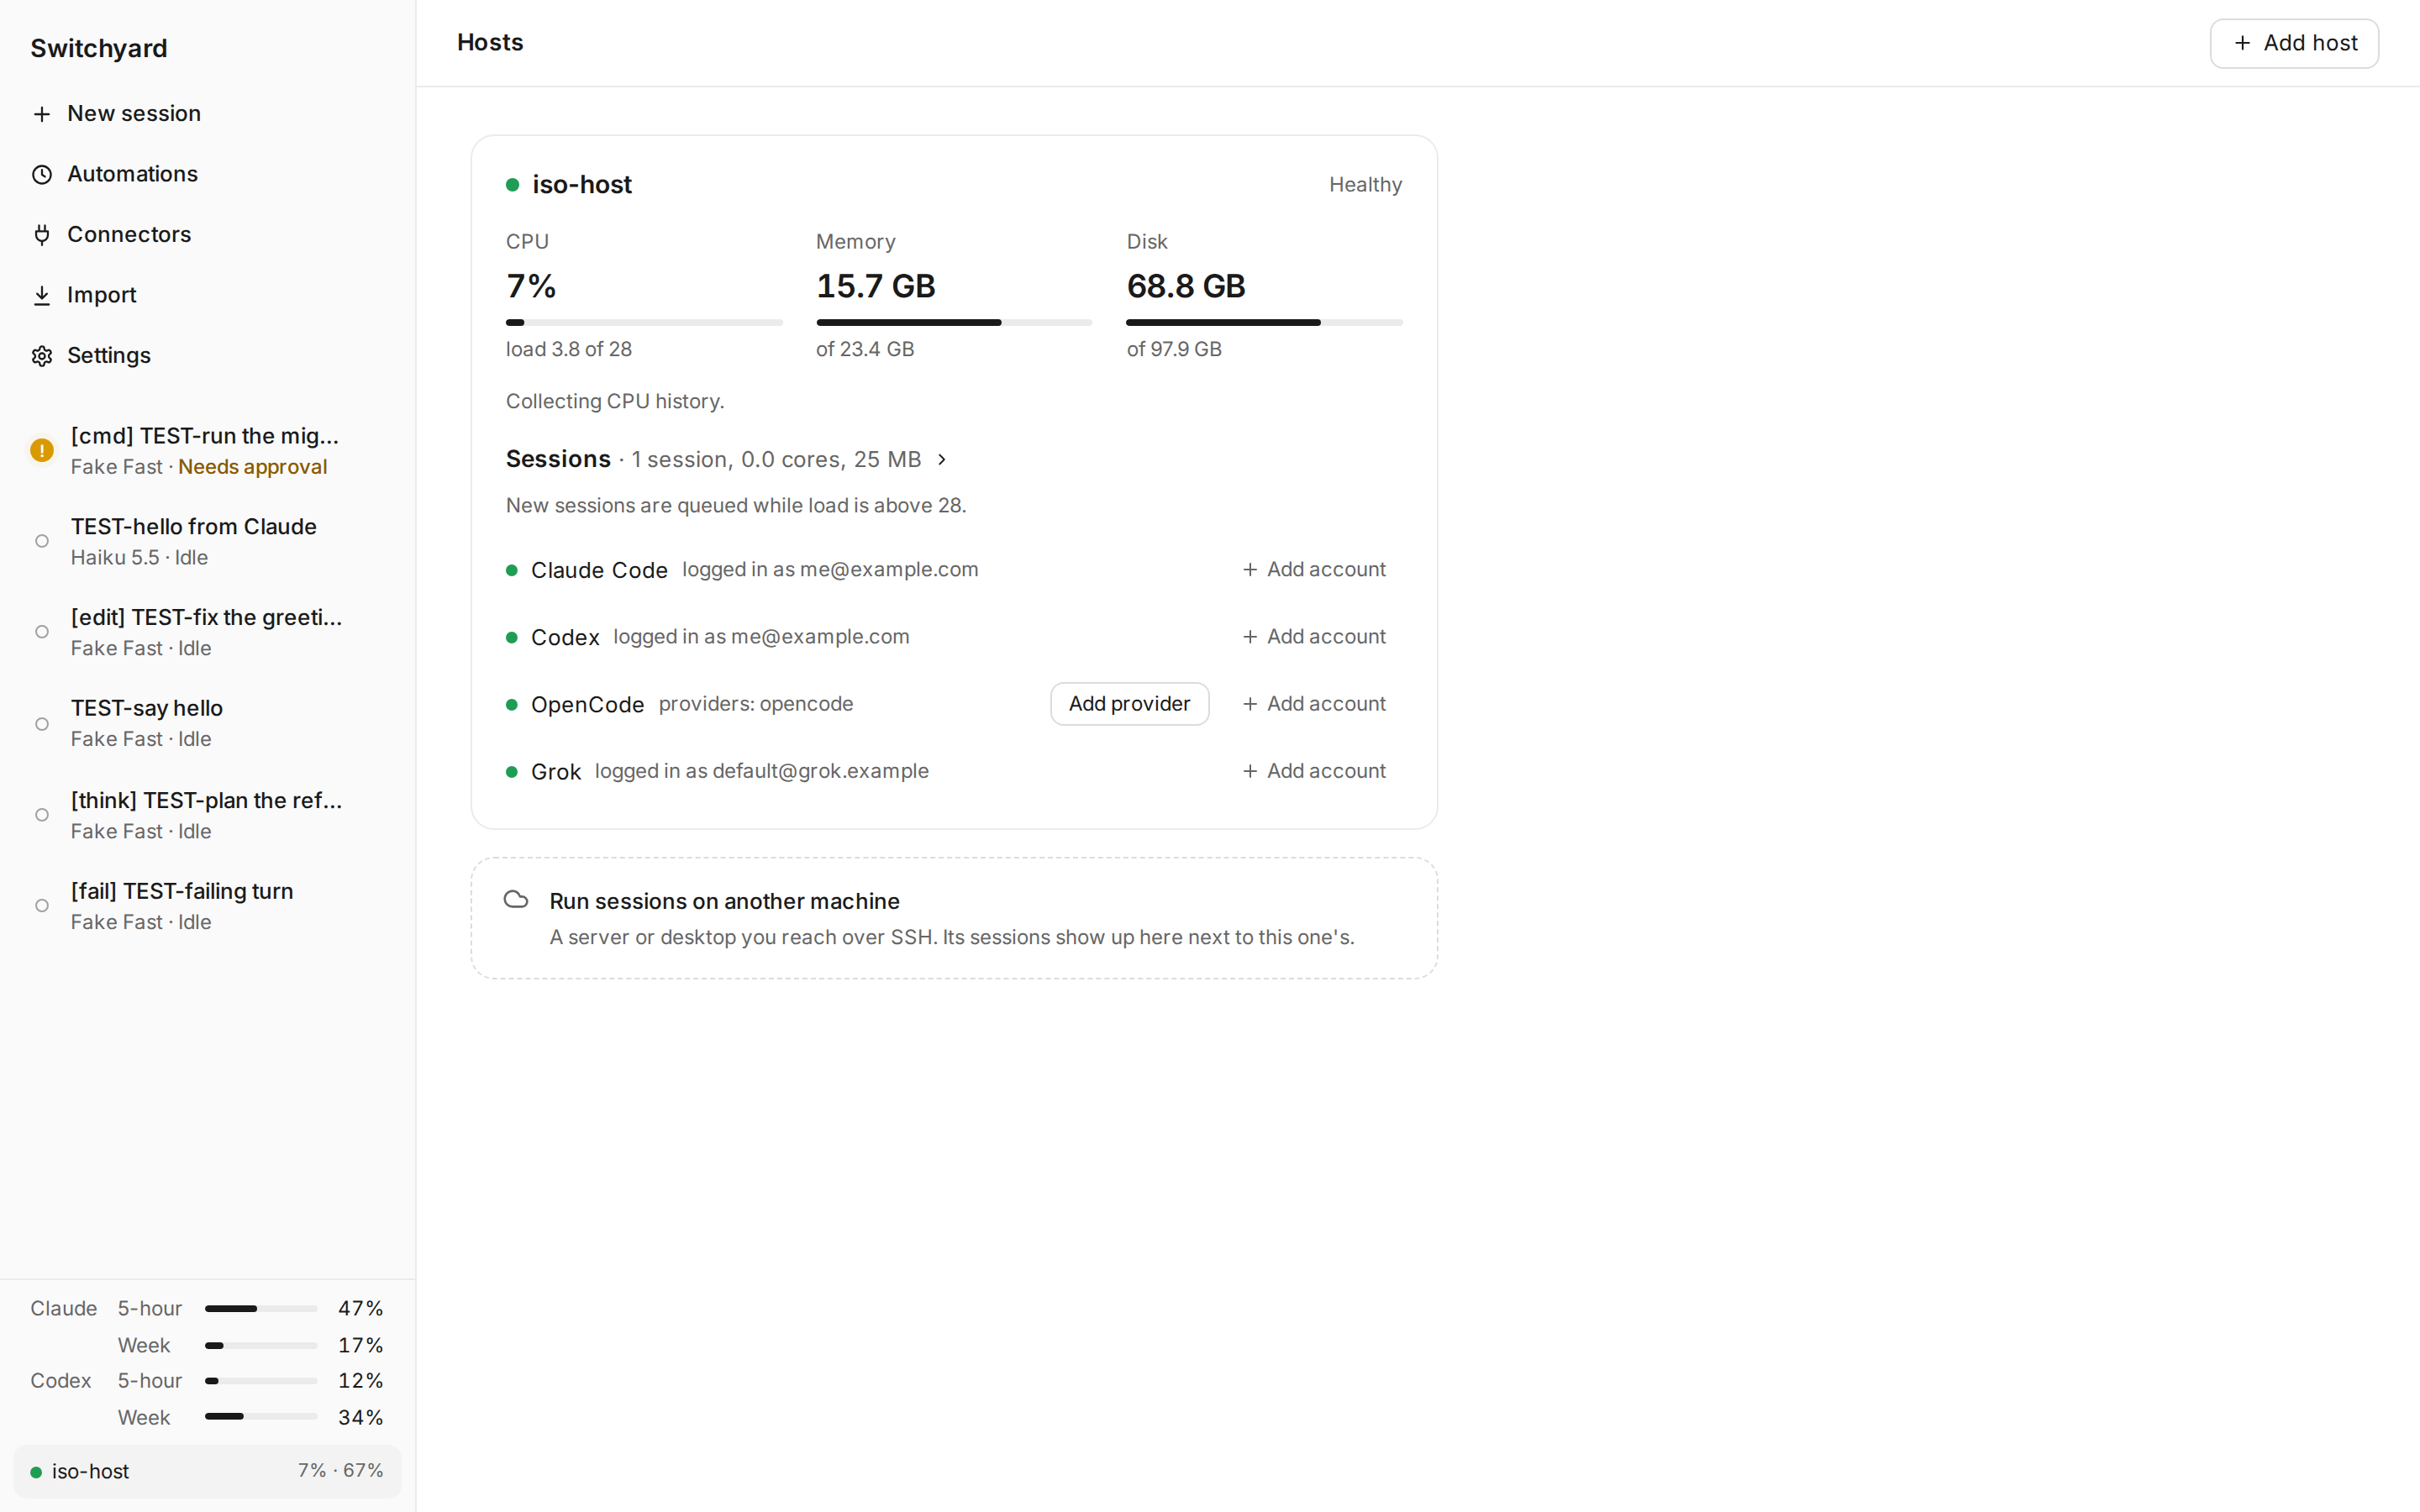 Switchyard
New session
Automations
Connectors
Import
Settings
[cmd] TEST-run the mig...
Fake Fast · Needs approval
TEST-hello from Claude
Haiku 5.5 · Idle
[edit] TEST-fix the greeti...
Fake Fast · Idle
TEST-say hello
Fake Fast · Idle
[think] TEST-plan the ref...
Fake Fast · Idle
[fail] TEST-failing turn
Fake Fast · Idle
Claude 5-hour 47%
Week 17%
Codex 5-hour 12%
Week 34%
iso-host 7% · 67%
Hosts
+ Add host
iso-host Healthy
CPU Memory Disk
7% 15.7 GB 68.8 GB
load 3.8 of 28 of 23.4 GB of 97.9 GB
Collecting CPU history.
Sessions · 1 session, 0.0 cores, 25 MB
New sessions are queued while load is above 28.
Claude Code logged in as me@example.com + Add account
Codex logged in as me@example.com + Add account
OpenCode providers: opencode Add provider + Add account
Grok logged in as default@grok.example + Add account
Run sessions on another machine
A server or desktop you reach over SSH. Its sessions show up here next to this one's.